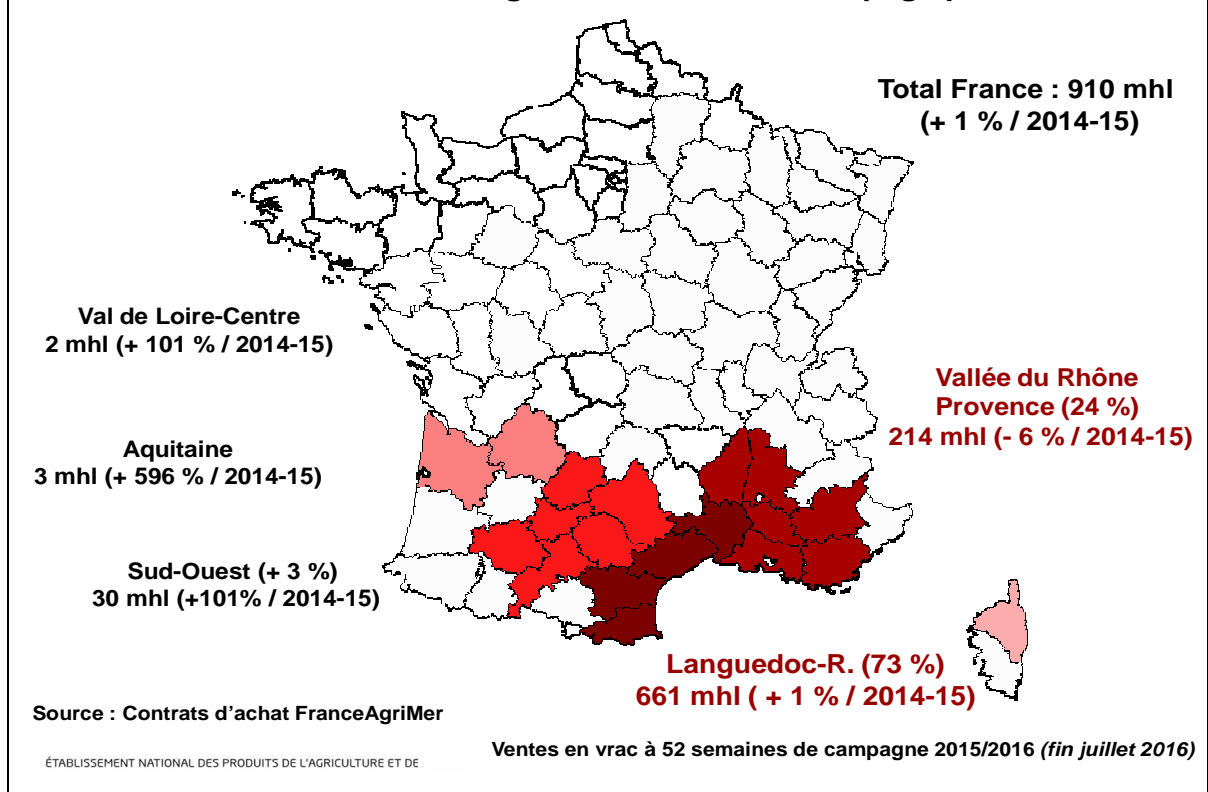 Total France : 910 mhl
(+ 1 % / 2014-15)
Val de Loire-Centre
2 mhl (+ 101 % / 2014-15)
Vallée du Rhône
Provence (24 %)
214 mhl (- 6 % / 2014-15)
Aquitaine
3 mhl (+ 596 % / 2014-15)
Sud-Ouest (+ 3 %)
30 mhl (+101% / 2014-15)
Languedoc-R. (73 %)
661 mhl ( + 1 % / 2014-15)
Source : Contrats d'achat FranceAgriMer
Ventes en vrac à 52 semaines de campagne 2015/2016 (fin juillet 2016)
ÉTABLISSEMENT NATIONAL DES PRODUITS DE L'AGRICULTURE ET DE